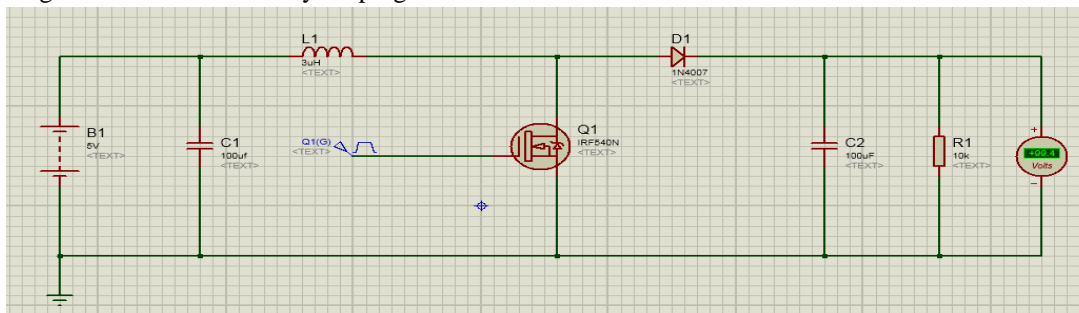 L1
3uH
<TEXT>
D1
1N4007
<TEXT>
B1
5V
<TEXT>
C1
100uf
<TEXT>
Q1(G)
<TEXT>
Q1
IRF540N
<TEXT>
C2
100uF
<TEXT>
R1
10k
<TEXT>
+
Volts
-